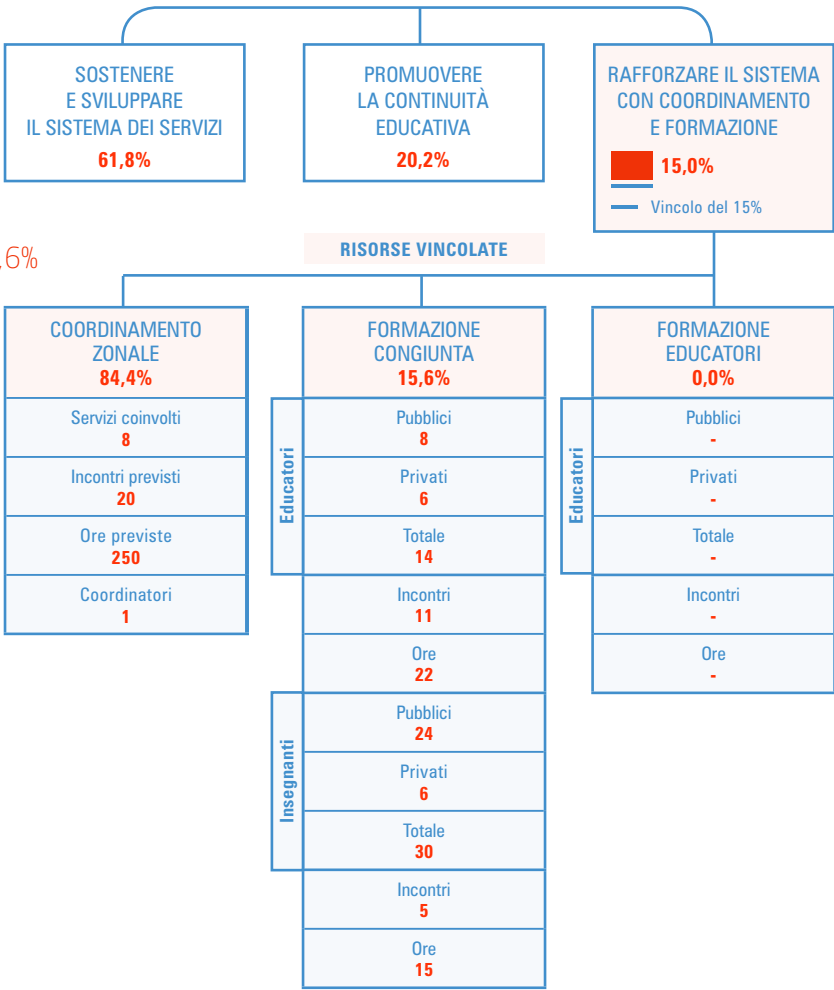 SOSTENERE
E SVILUPPARE
IL SISTEMA DEI SERVIZI
61,8%
PROMUOVERE
LA CONTINUITÀ
EDUCATIVA
20,2%
RAFFORZARE IL SISTEMA
CON COORDINAMENTO
E FORMAZIONE
15,0%
Vincolo del 15%
,6%
RISORSE VINCOLATE
COORDINAMENTO
ZONALE
84,4%
Servizi coinvolti
8
Incontri previsti
20
Ore previste
250
Coordinatori
1
FORMAZIONE
CONGIUNTA
15,6%
Educatori
Pubblici
8
Privati
6
Totale
14
Incontri
11
Ore
22
Insegnanti
Pubblici
24
Privati
6
Totale
30
Incontri
5
Ore
15
FORMAZIONE
EDUCATORI
0,0%
Educatori
Pubblici
-
Privati
-
Totale
-
Incontri
-
Ore
-